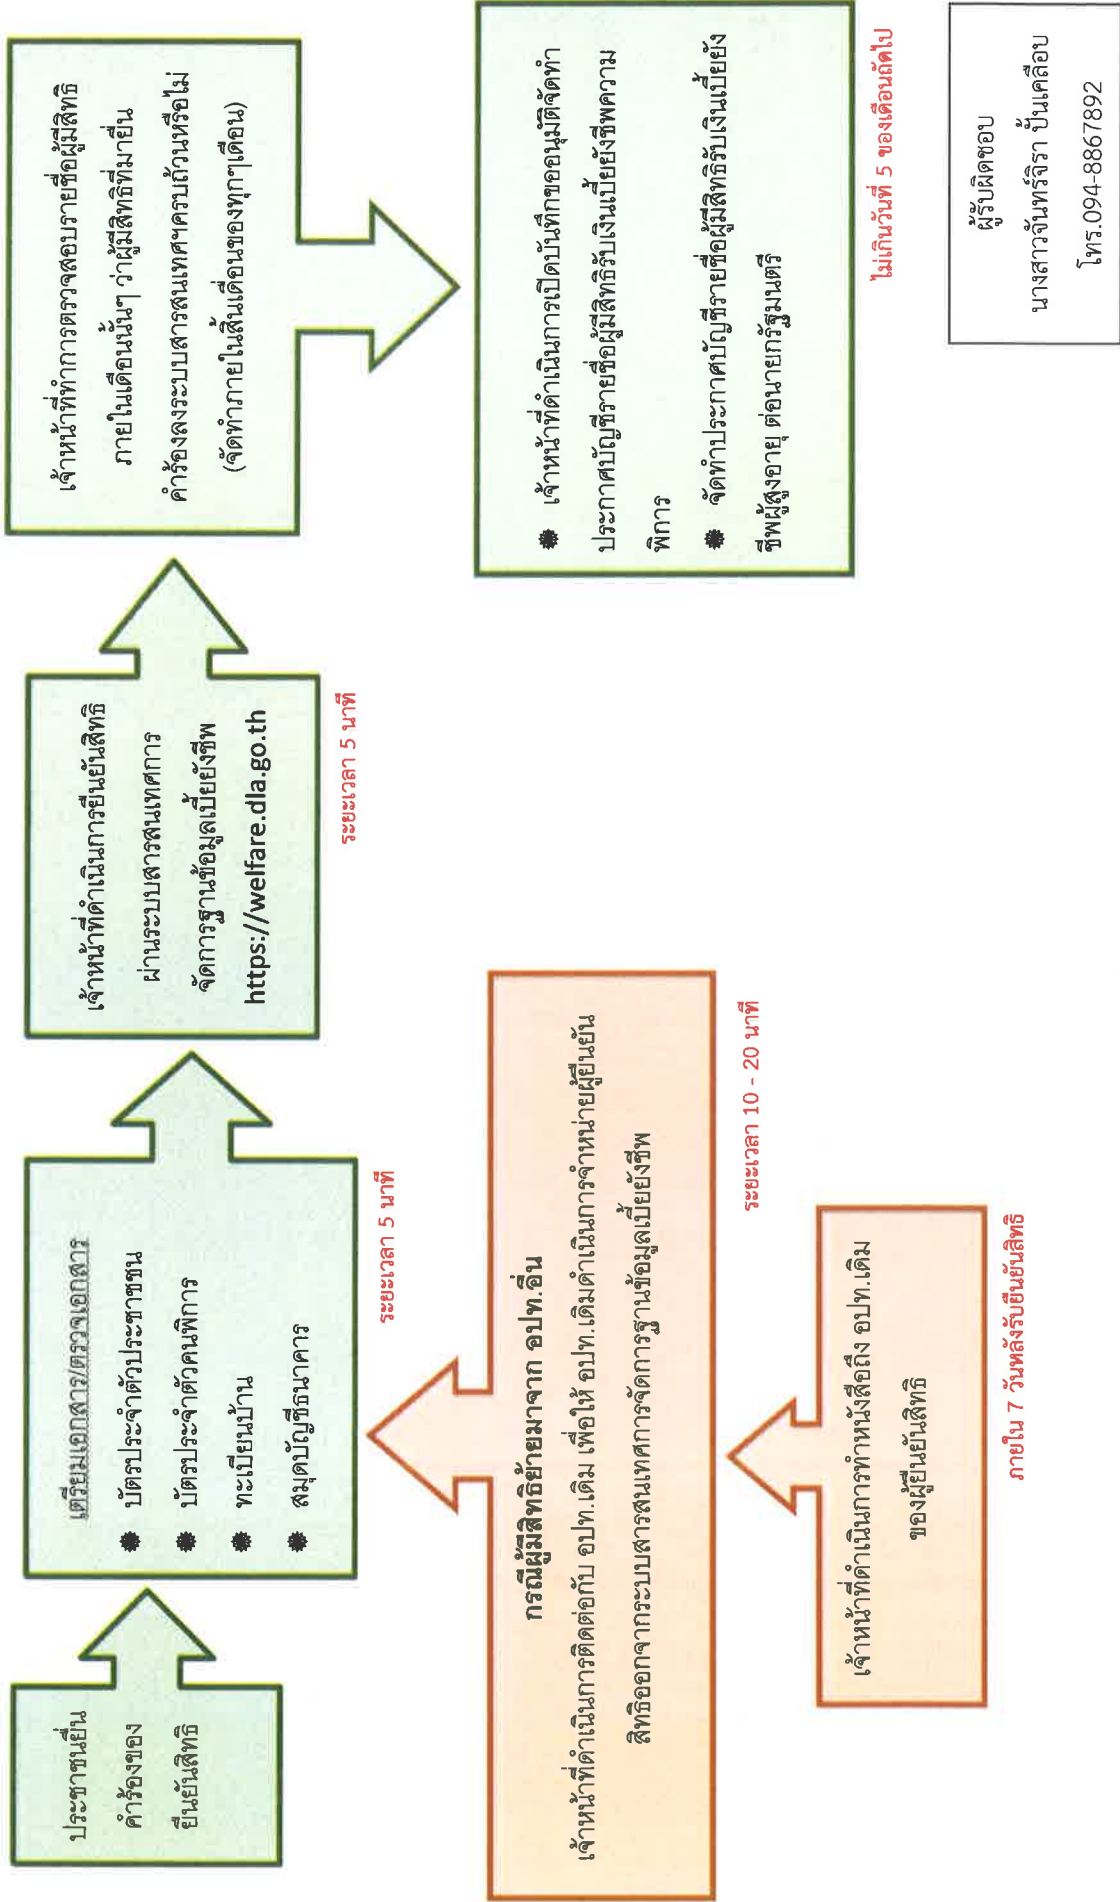 ประชาชนยื่น
คำร้องของ
ยืนยันสิทธิ
เตรียมเอกสาร/ตรวจเอกสาร
บัตรประจำตัวประชาชชน
บัตรประจำตัวคนพิการ
ทะเบียนบ้าน
สมุดบัญชีธนาคาร
ระยะเวลา 5 นาที
เจ้าหน้าที่ดำเนินการยืนยันสิทธิ
ผ่านระบบสารสนเทศการ
จัดการฐานข้อมูลเบี้ยยังชีพ
https://welfare.dla.go.th
ระยะเวลา 5 นาที
เจ้าหน้าที่ทำการตรวจสอบรายชื่อผู้มีสิทธิ
ภายในเดือนนั้นๆ ว่าผู้มีสิทธิที่มายื่น
คำร้องลงระบบสารสนเทศฯครบถ้วนหรือไม่
(จัดทำภายในสิ้นเดือนของทุกๆเดือน)
เจ้าหน้าที่ดำเนินการเปิดบันทึกขออนุมัติจัดทำ
ประกาศบัญชีรายชื่อผู้มีสิทธิรับเงินเบี้ยยังชีพความ
พิการ
จัดทำประกาศบัญชีรายชื่อผู้มีสิทธิรับเงินเบี้ยยัง
ชีพผู้สูงอายุ ต่อนายกรัฐมนตรี
ไม่เกินวันที่ 5 ของเดือนถัดไป
กรณีผู้มีสิทธิย้ายมาจาก อปท.อื่น
เจ้าหน้าที่ดำเนินการติดต่อกับ อปท.เดิม เพื่อให้ อปท.เดิมดำเนินการจำหน่ายผู้ยืนยัน
สิทธิออกจากระบบสารสนเทศการจัดการฐานข้อมูลเบี้ยยังชีพ
ระยะเวลา 10 - 20 นาที
เจ้าหน้าที่ดำเนินการทำหนังสือถึง อปท.เดิม
ของผู้ยืนยันสิทธิ
ภายใน 7 วันหลังรับยืนยันสิทธิ
ผู้รับผิดชอบ
นางสาวจันทร์จิรา ปั้นเคลือบ
โทร.094-8867892